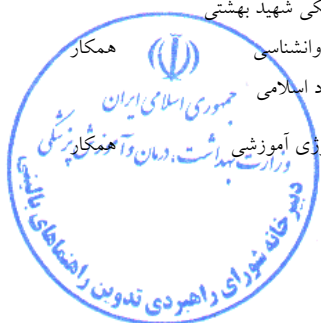 کی شهید بهشتی
وانشناسی همکار
د اسلامی
جمهوری اسلامی ایران
وزارت بهداشت، درمان و آموزش پزشکی
ژی آموزشی همکار
دبیرخانه شورای راهبردی تدوین راهنماهای بالینی